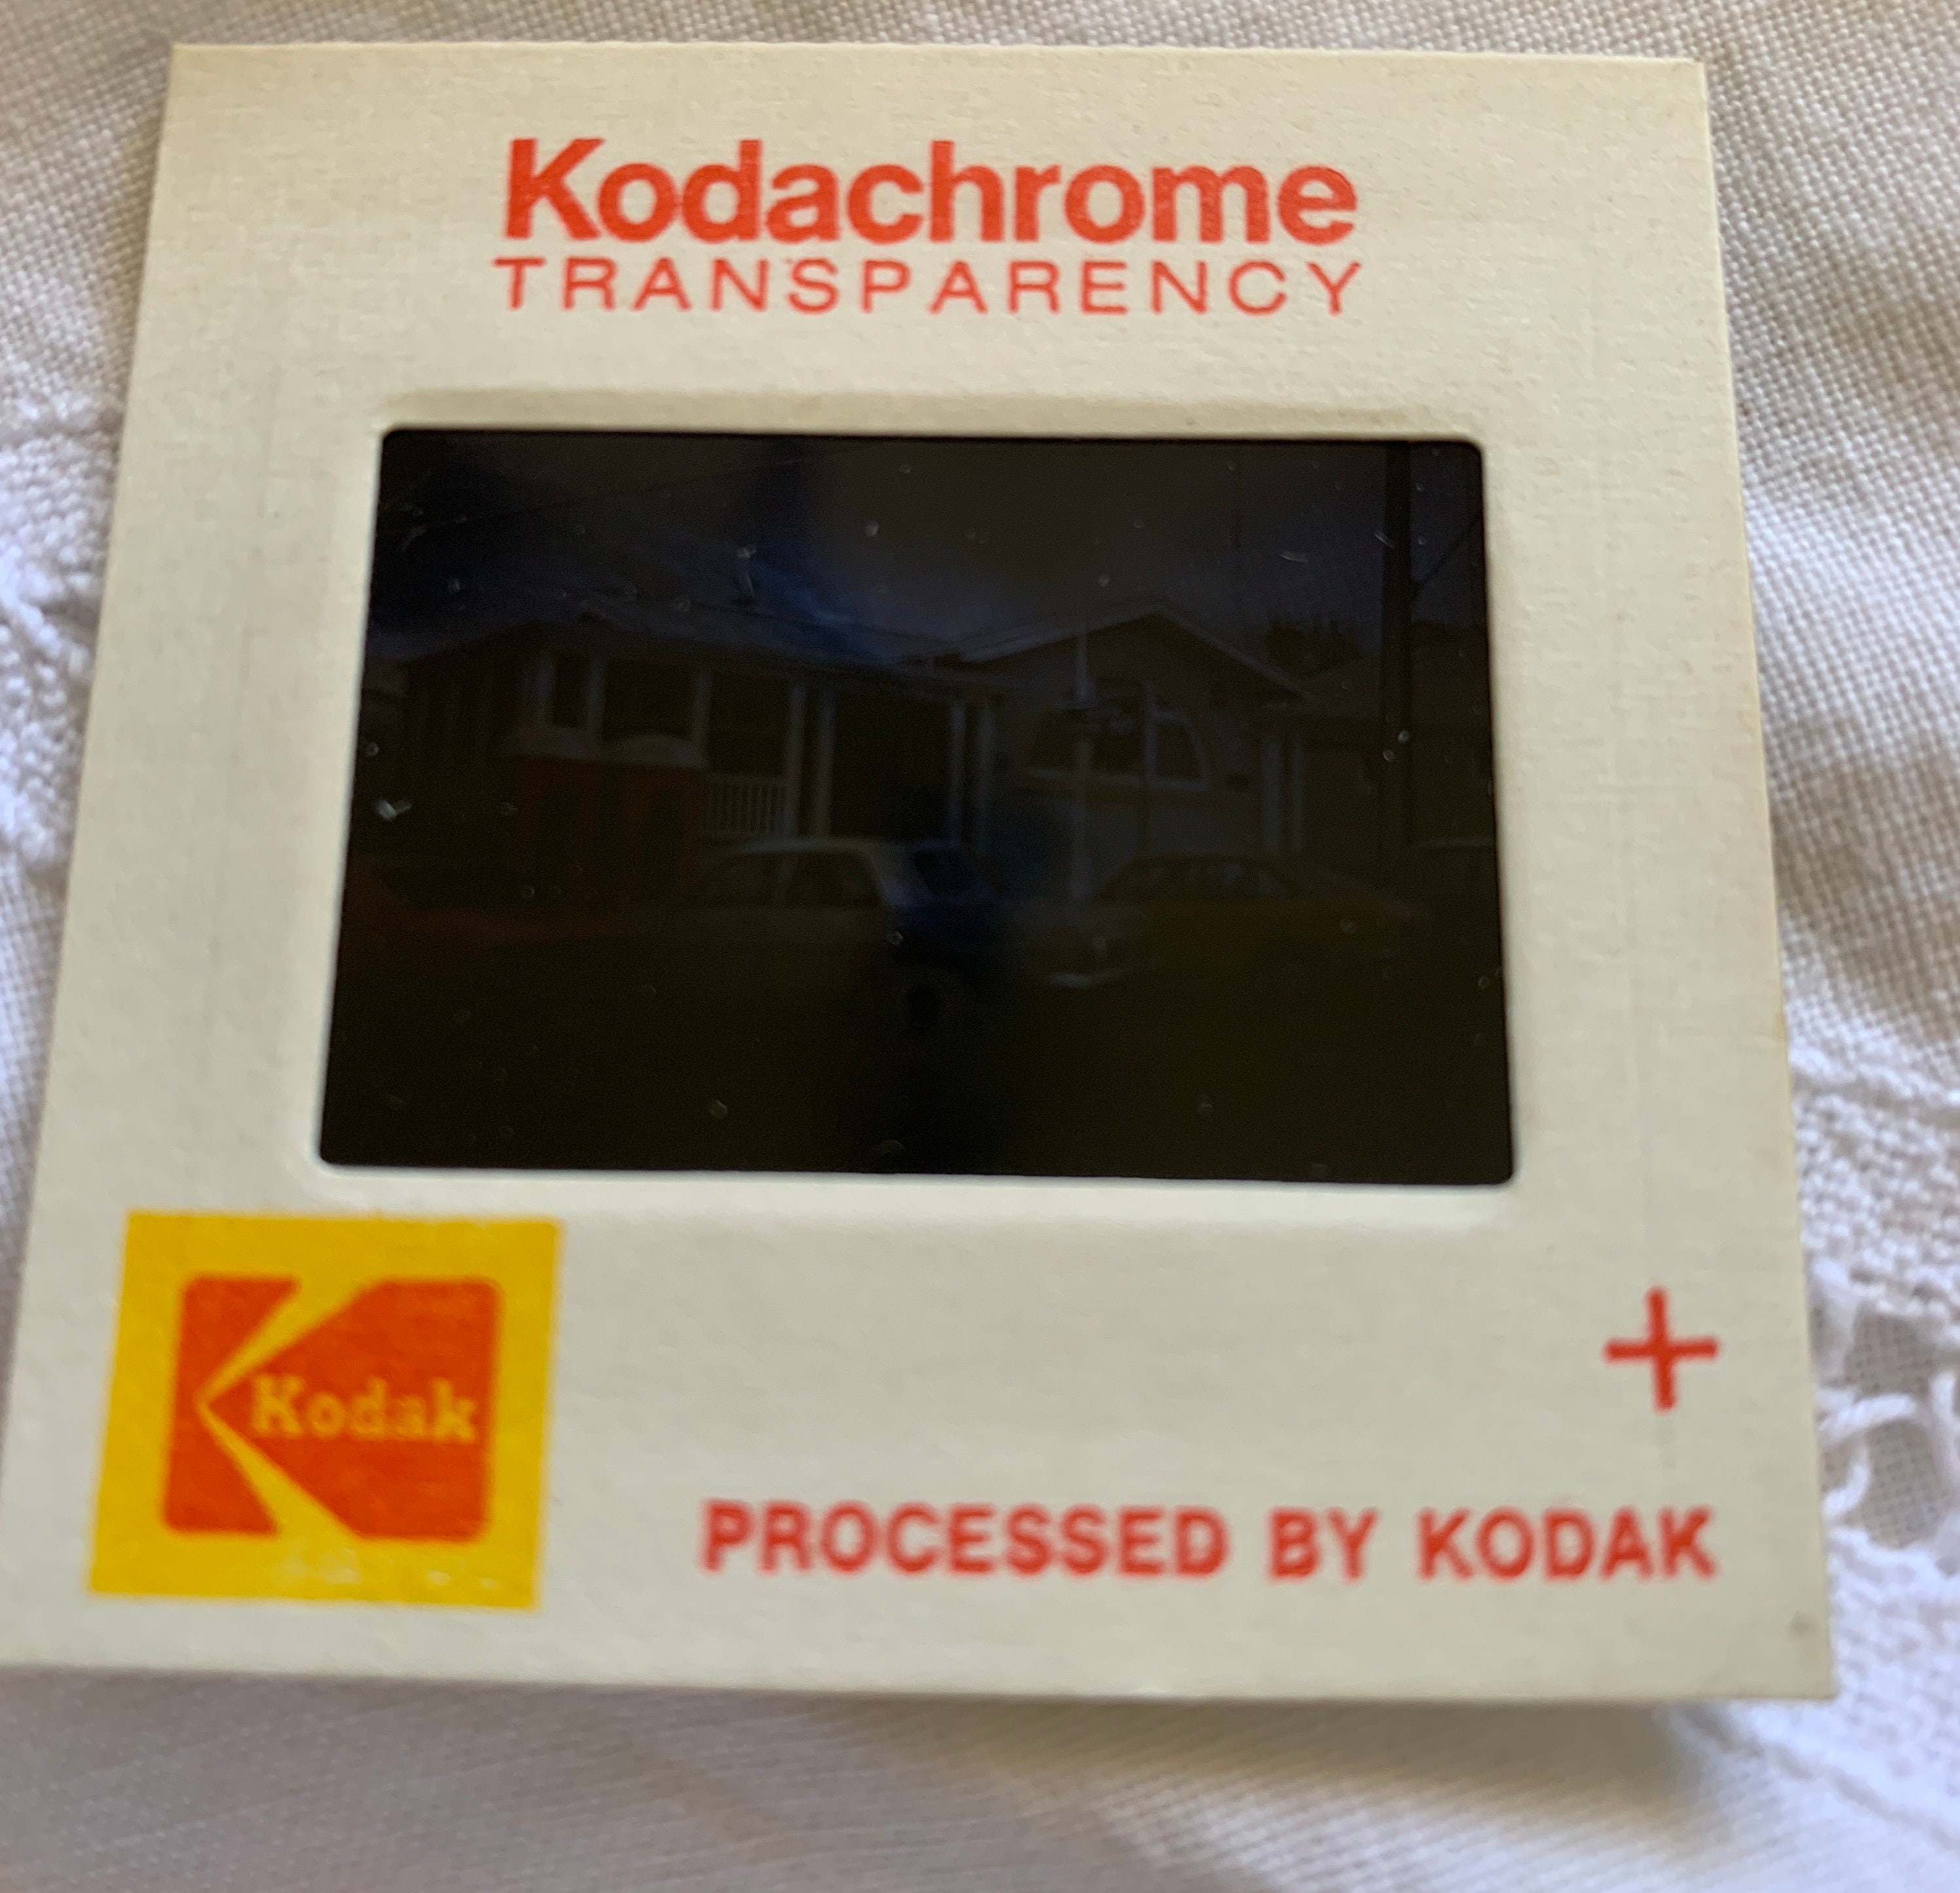 Kodachrome
TRANSPARENCY
Kodak
+
PROCESSED BY KODAK